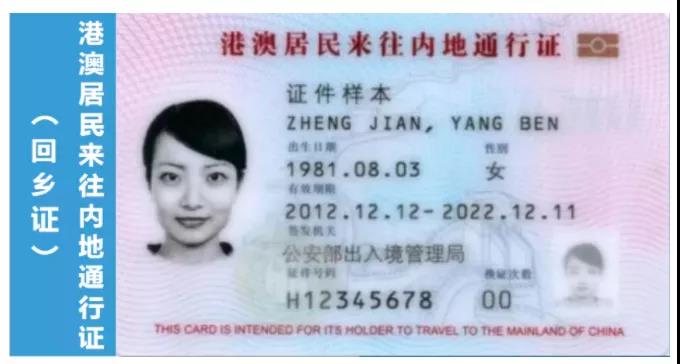 港澳居民来往内地通行证
（回乡证）
港澳居民来往内地通行证
证件样本
ZHENG JIAN, YANG BEN
出生日期 性别
1981.08.03 女
有效期限
2012.12.12-2022.12.11
签发机关
公安部出入境管理局
证件号码 换证次数
H12345678 00
THIS CARD IS INTENDED FOR ITS HOLDER TO TRAVEL TO THE MAINLAND OF CHINA